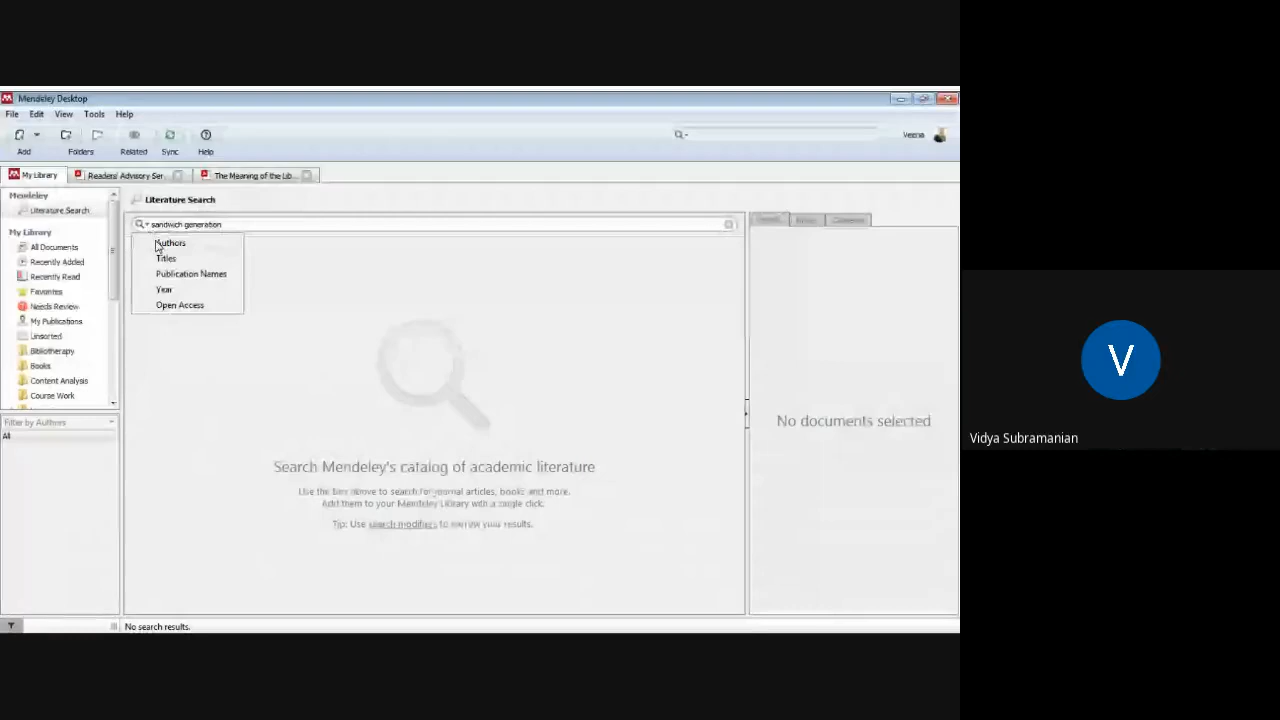 Mendeley Desktop
File Edit View Tools Help
Add Folders Related Sync Help
Veena
My Library Readers' Advisory Ser... The Meaning of the Lib...
Mendeley
Literature Search
My Library
All Documents
Recently Added
Recently Read
Favorites
Needs Review
My Publications
Unsorted
Bibliotherapy
Books
Content Analysis
Course Work
Filter by Authors
All
Literature Search
sandwich generation
Authors
Titles
Publication Names
Year
Open Access
Search Mendeley's catalog of academic literature
Use the bar above to search for journal articles, books and more.
Add them to your Mendeley Library with a single click.
Tip: Use search modifiers to narrow your results.
No search results.
Details Notes Contents
No documents selected
V
Vidya Subramanian